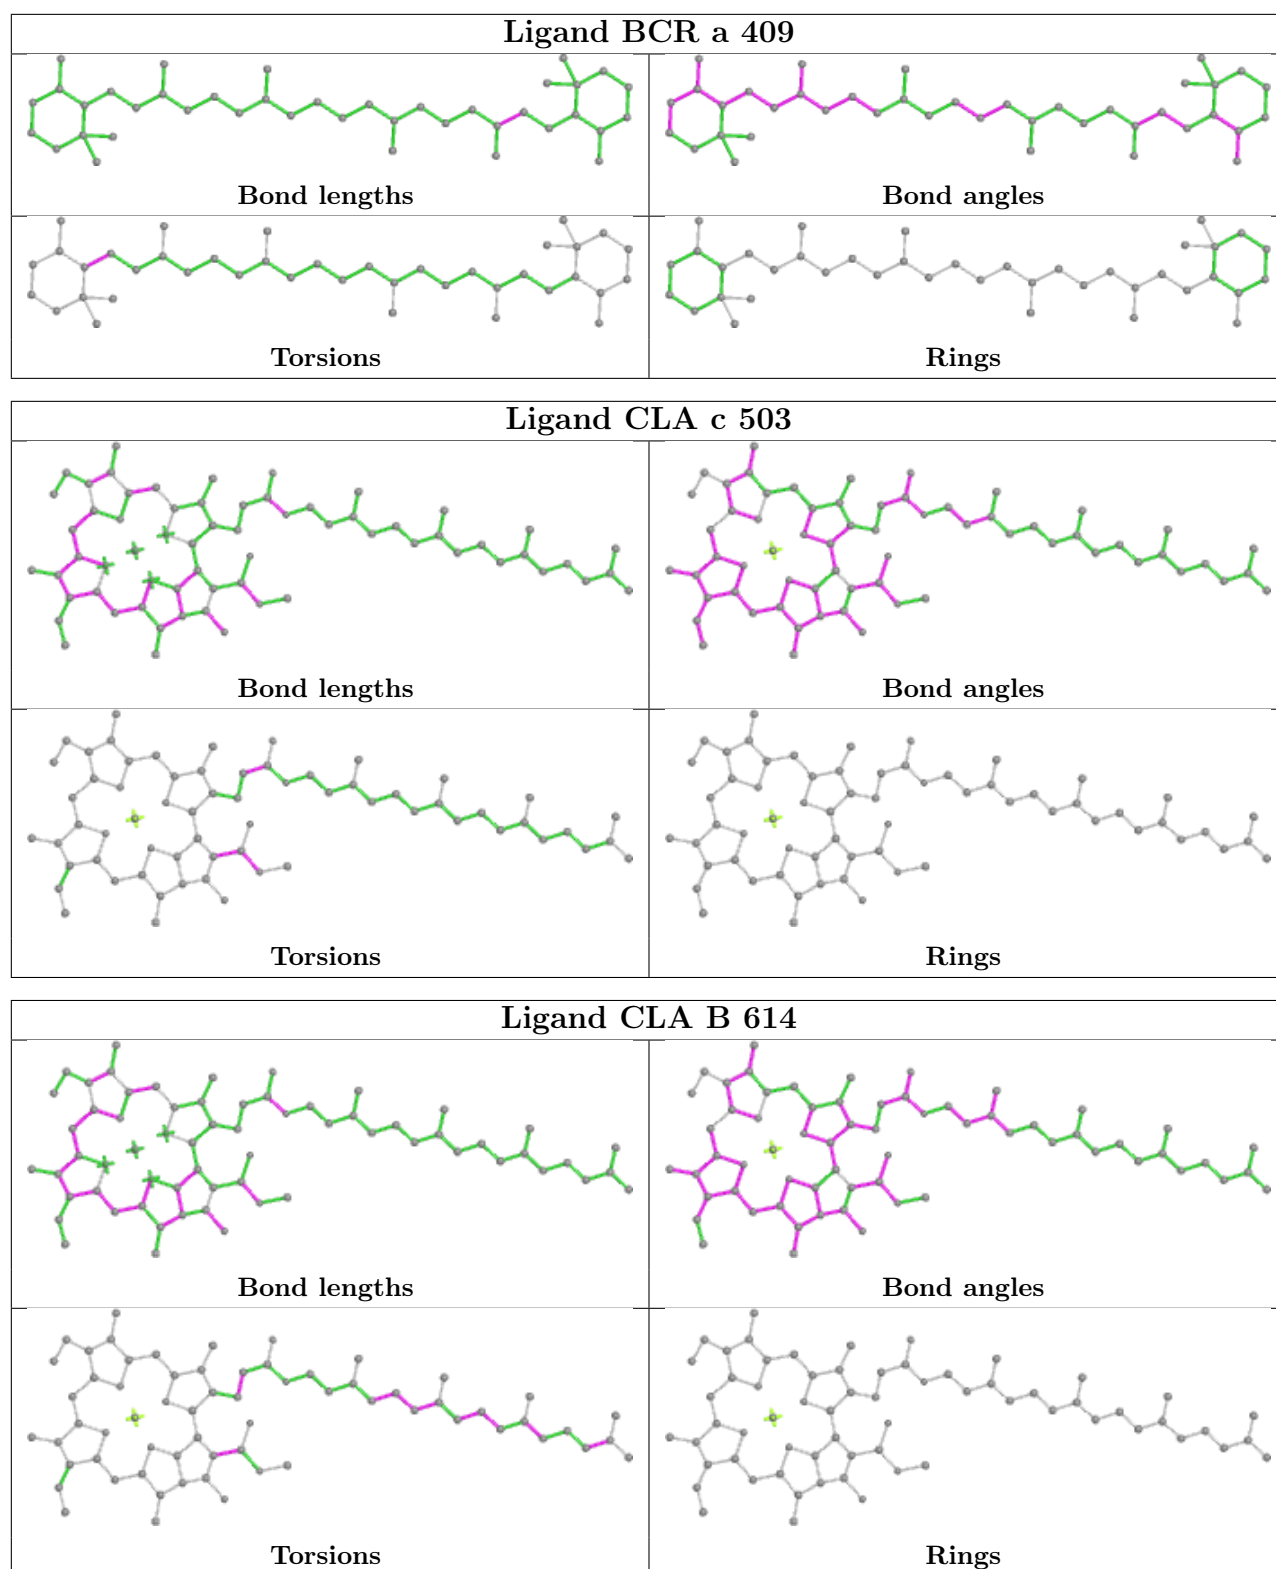 Ligand BCR a 409
Bond lengths
Bond angles
Torsions
Rings
Ligand CLA c 503
Bond lengths
Bond angles
Torsions
Rings
Ligand CLA B 614
Bond lengths
Bond angles
Torsions
Rings